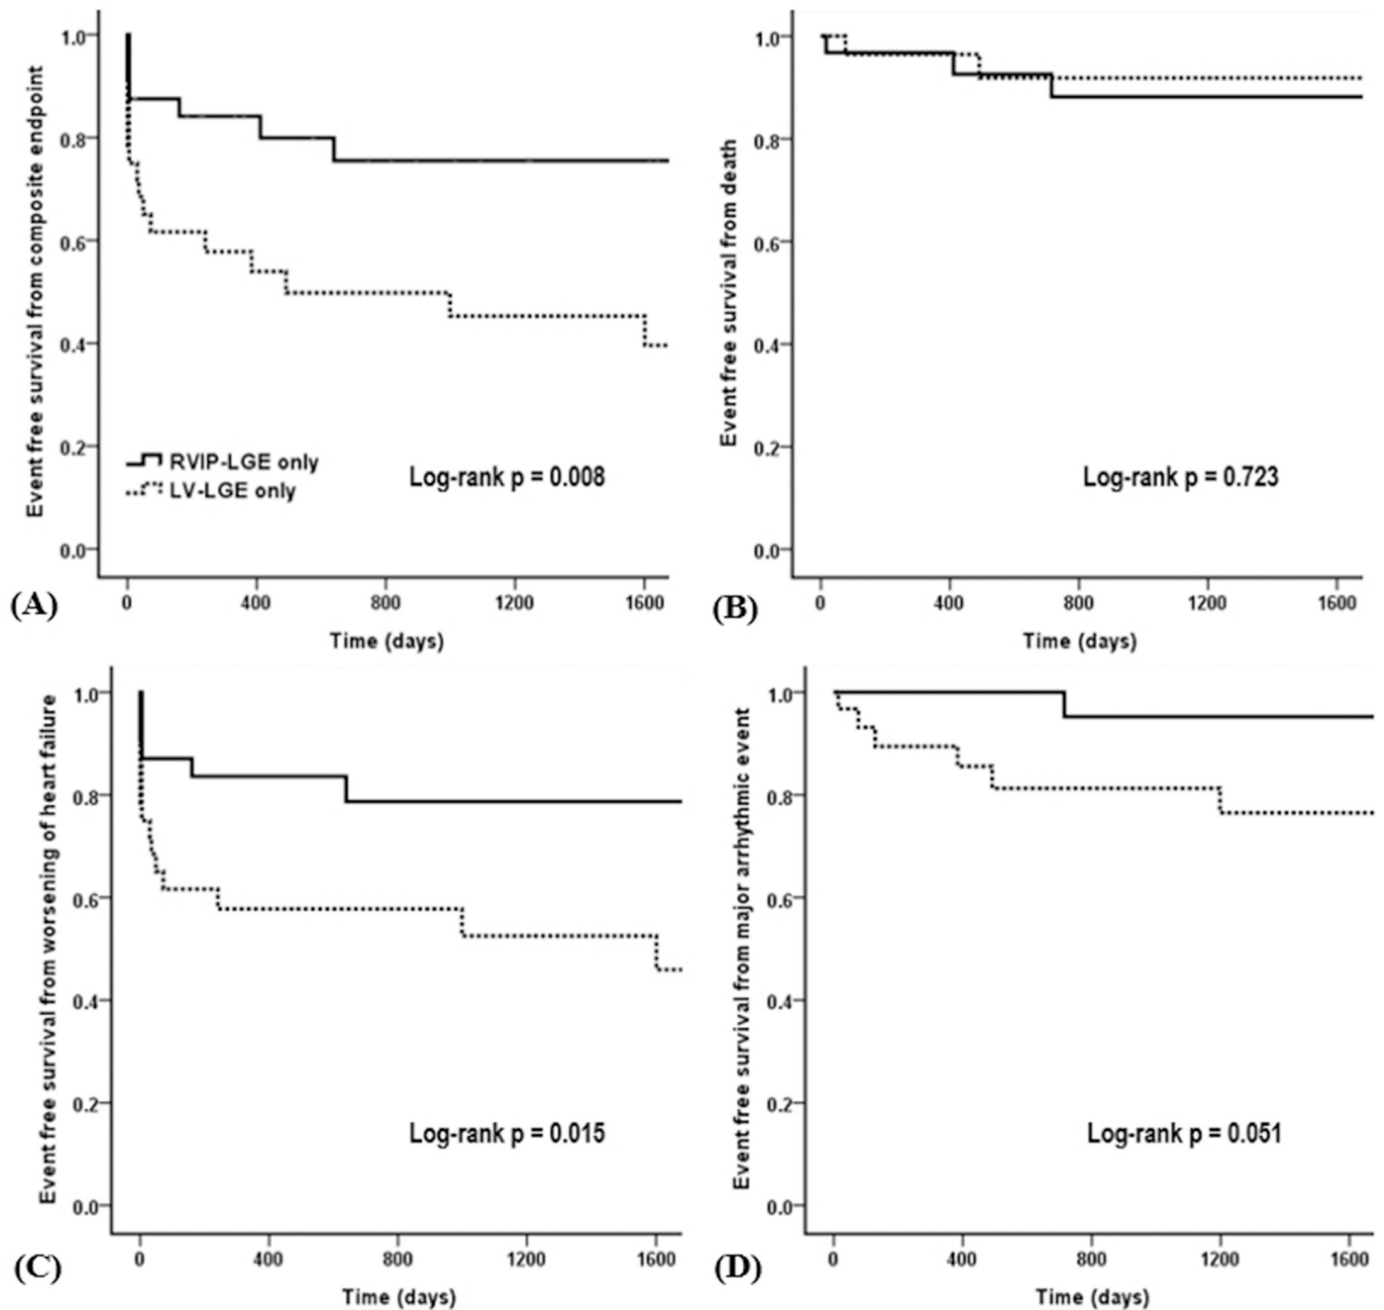 Event free survival from composite endpoint
1.0
0.8
0.6
0.4
0.2
0.0
RVIP-LGE only
LV-LGE only
Log-rank p = 0.008
0 400 800 1200 1600
(A)
Time (days)
Event free survival from death
1.0
0.8
0.6
0.4
0.2
0.0
Log-rank p = 0.723
0 400 800 1200 1600
(B)
Time (days)
Event free survival from worsening of heart failure
1.0
0.8
0.6
0.4
0.2
0.0
Log-rank p = 0.015
0 400 800 1200 1600
(C)
Time (days)
Event free survival from major arrhythmic event
1.0
0.8
0.6
0.4
0.2
0.0
Log-rank p = 0.051
0 400 800 1200 1600
(D)
Time (days)